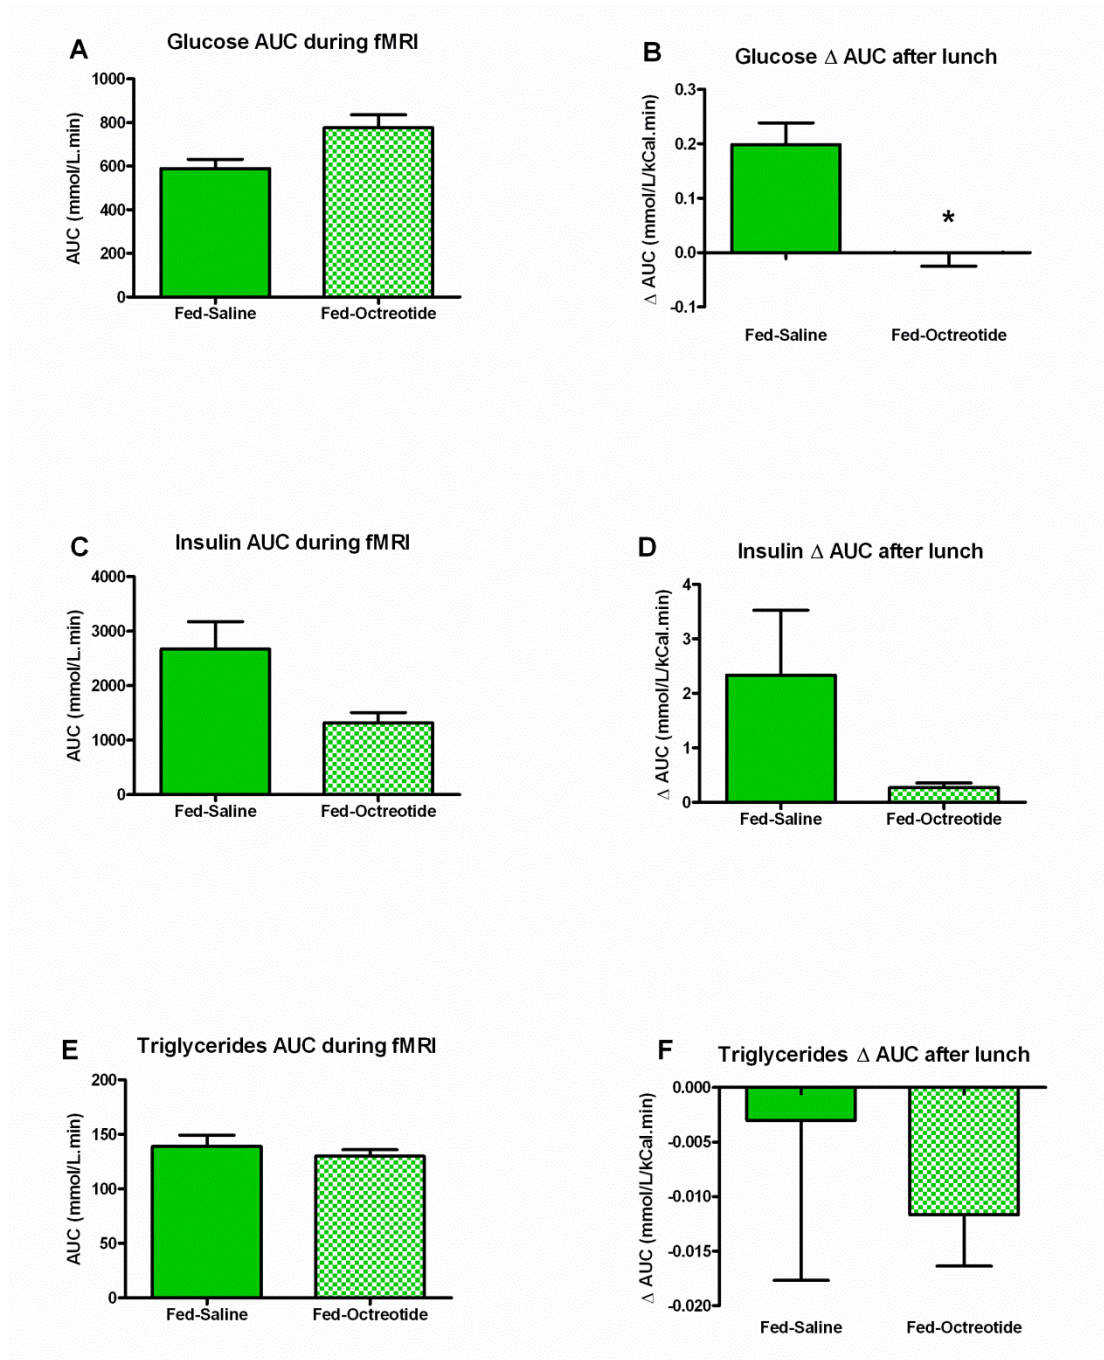 A
Glucose AUC during fMRI
AUC (mmol/L.min)
1000
800
600
400
200
0
Fed-Saline Fed-Octreotide
B
Glucose Δ AUC after lunch
Δ AUC (mmol/L/kCal.min)
0.3
0.2
0.1
0.0
-0.1
*
Fed-Saline Fed-Octreotide
C
Insulin AUC during fMRI
AUC (mmol/L.min)
4000
3000
2000
1000
0
Fed-Saline Fed-Octreotide
D
Insulin Δ AUC after lunch
Δ AUC (mmol/L/kCal.min)
4
3
2
1
0
Fed-Saline Fed-Octreotide
E
Triglycerides AUC during fMRI
AUC (mmol/L.min)
200
150
100
50
0
Fed-Saline Fed-Octreotide
F
Triglycerides Δ AUC after lunch
Δ AUC (mmol/L/kCal.min)
0.000
-0.005
-0.010
-0.015
-0.020
Fed-Saline Fed-Octreotide